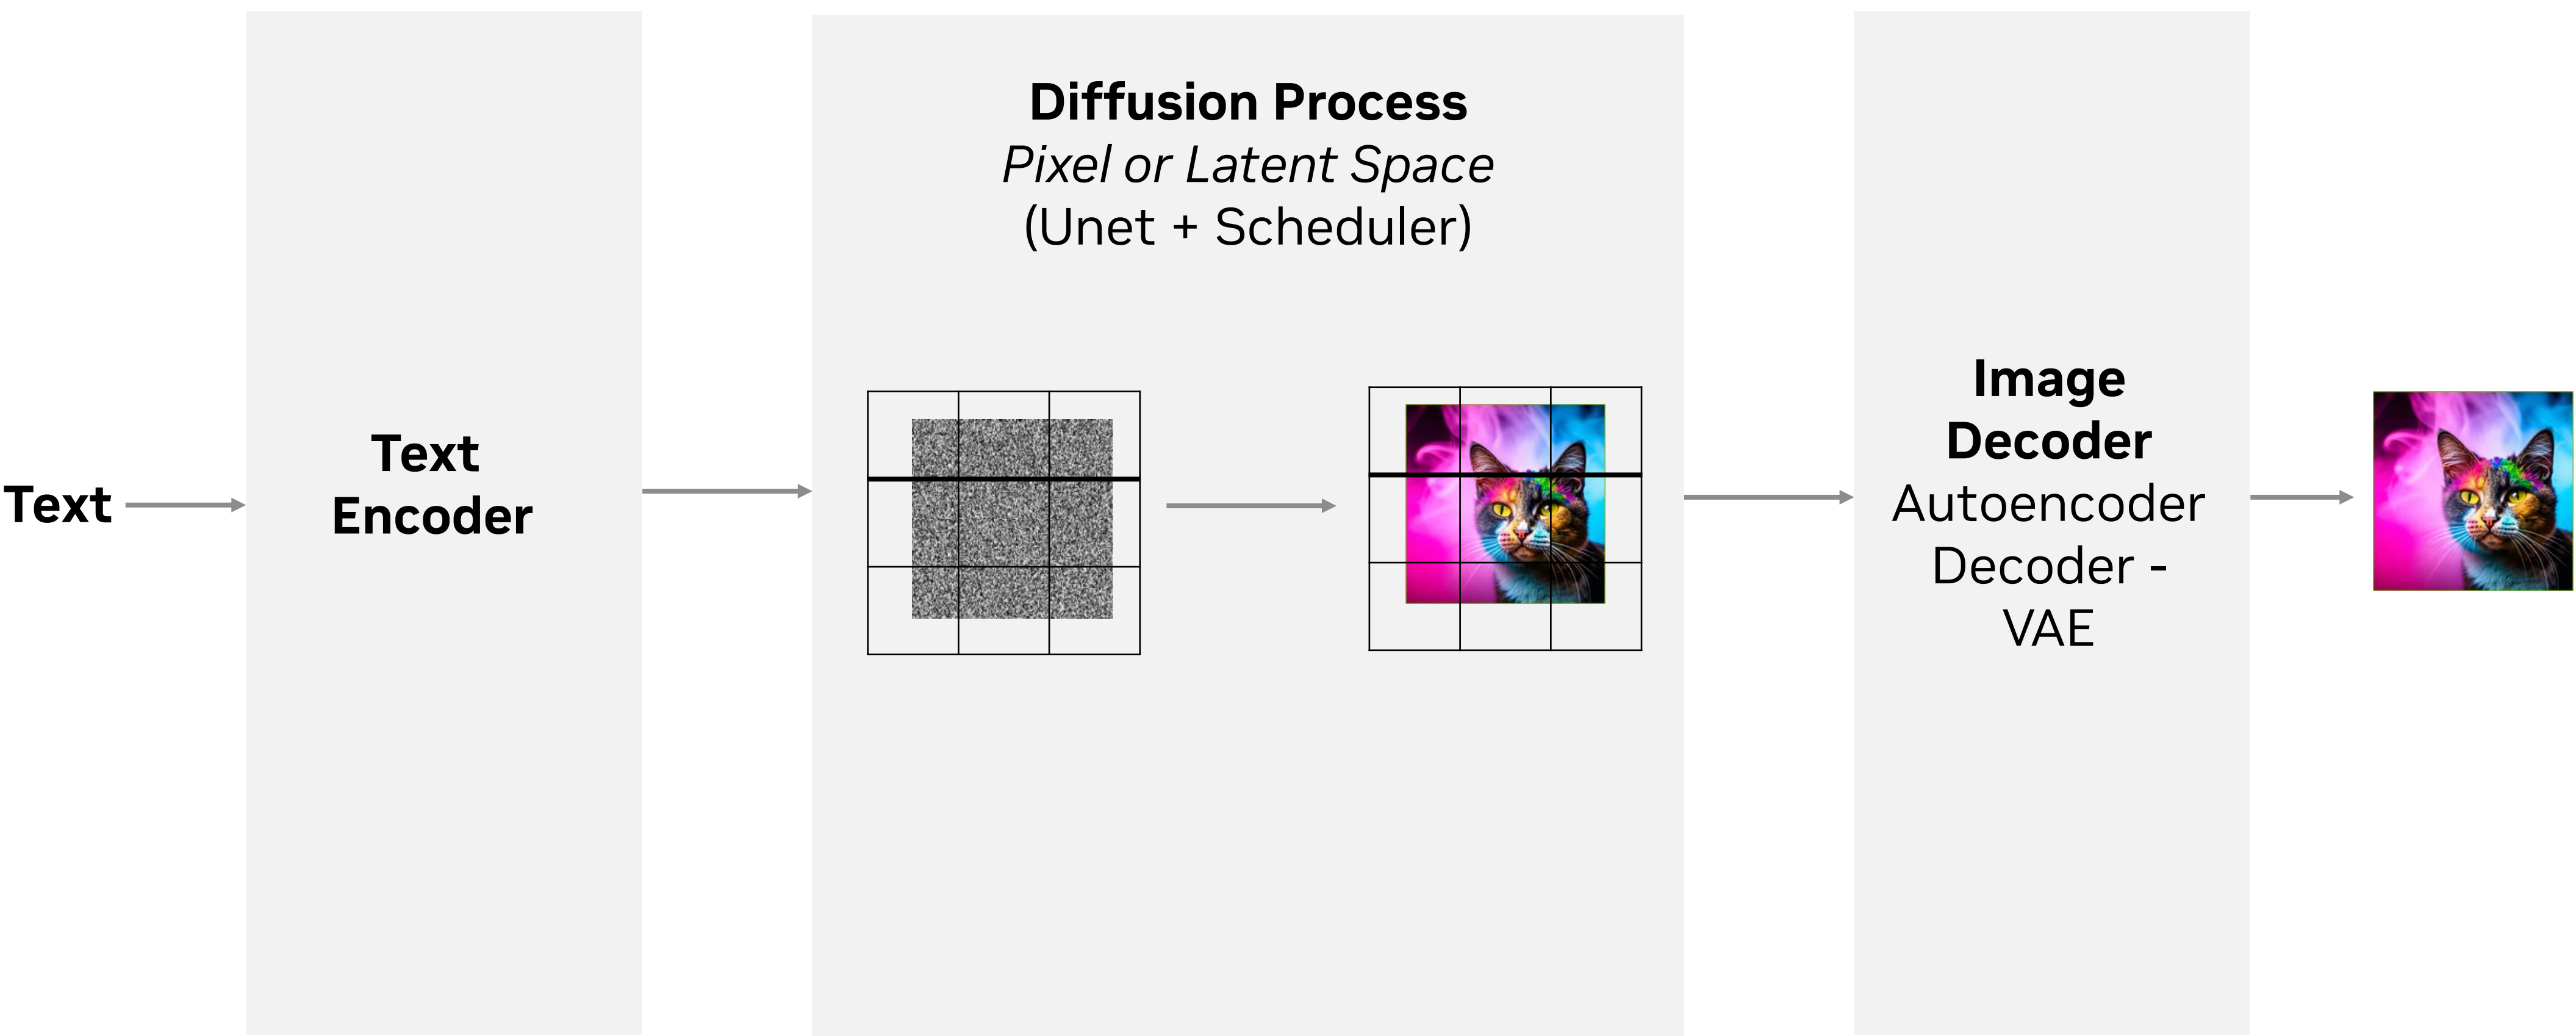 Text
Text
Encoder
Diffusion Process
Pixel or Latent Space
(Unet + Scheduler)
Image
Decoder
Autoencoder
Decoder -
VAE